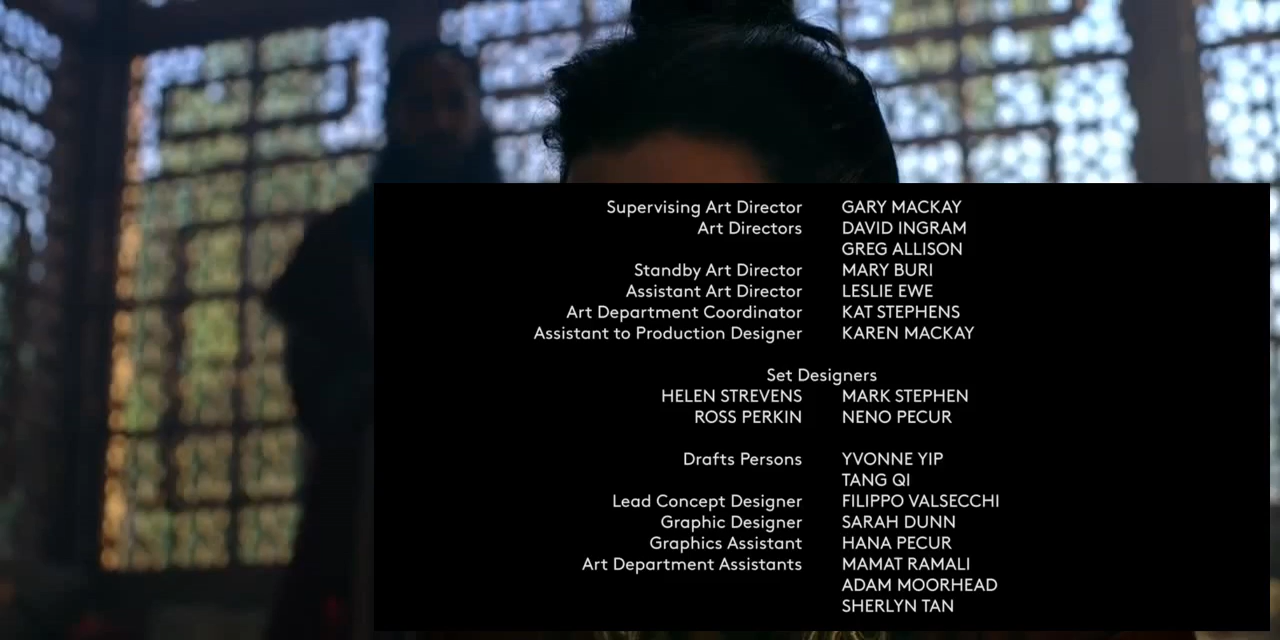 Supervising Art Director GARY MACKAY
Art Directors DAVID INGRAM
GREG ALLISON
Standby Art Director MARY BURI
Assistant Art Director LESLIE EWE
Art Department Coordinator KAT STEPHENS
Assistant to Production Designer KAREN MACKAY
Set Designers
HELEN STREVENS MARK STEPHEN
ROSS PERKIN NENO PECUR
Drafts Persons YVONNE YIP
TANG QI
Lead Concept Designer FILIPPO VALSECCHI
Graphic Designer SARAH DUNN
Graphics Assistant HANA PECUR
Art Department Assistants MAMAT RAMALI
ADAM MOORHEAD
SHERLYN TAN